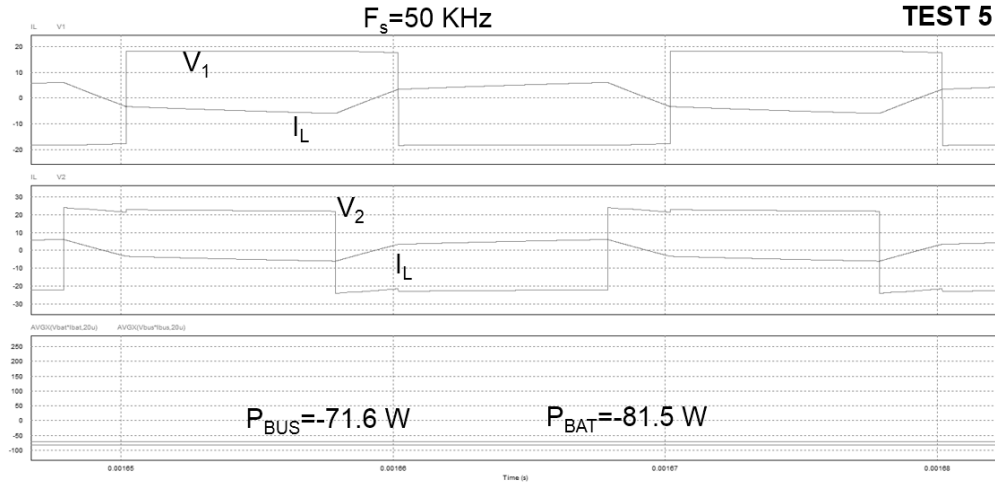 Fs=50 KHz
TEST 5
IL V1
20
10
0
-10
-20
V1
IL
IL V2
30
20
10
0
-10
-20
-30
V2
IL
AVGX(Vbat*Ibat,20u) AVGX(Vbus*Ibus,20u)
250
200
150
100
50
0
-50
-100
PBUS=-71.6 W
PBAT=-81.5 W
0.00165 0.00166 0.00167 0.00168
Time (s)